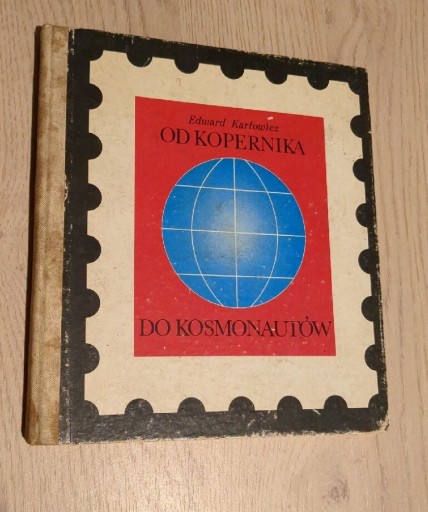 Edward Karłowicz
OD KOPERNIKA
DO KOSMONAUTÓW